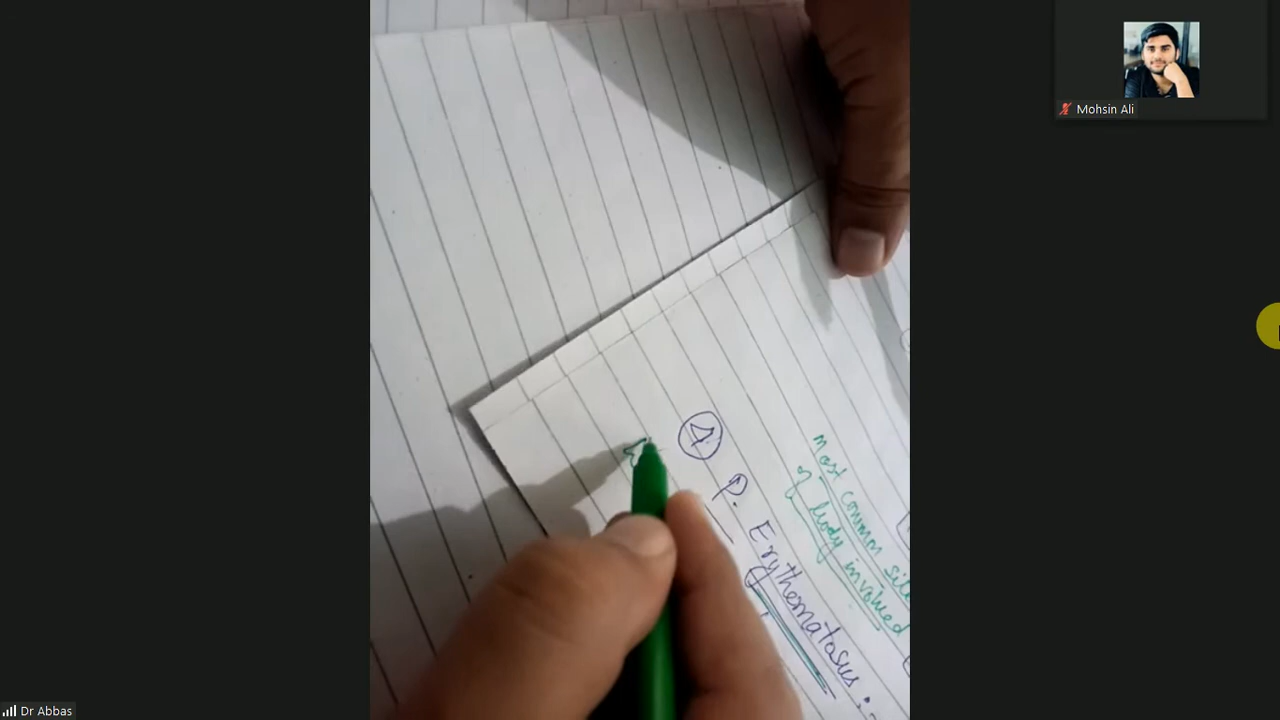 Mohsin Ali
Most common site
of body involved
4
P. Erythematosus :-
Dr Abbas